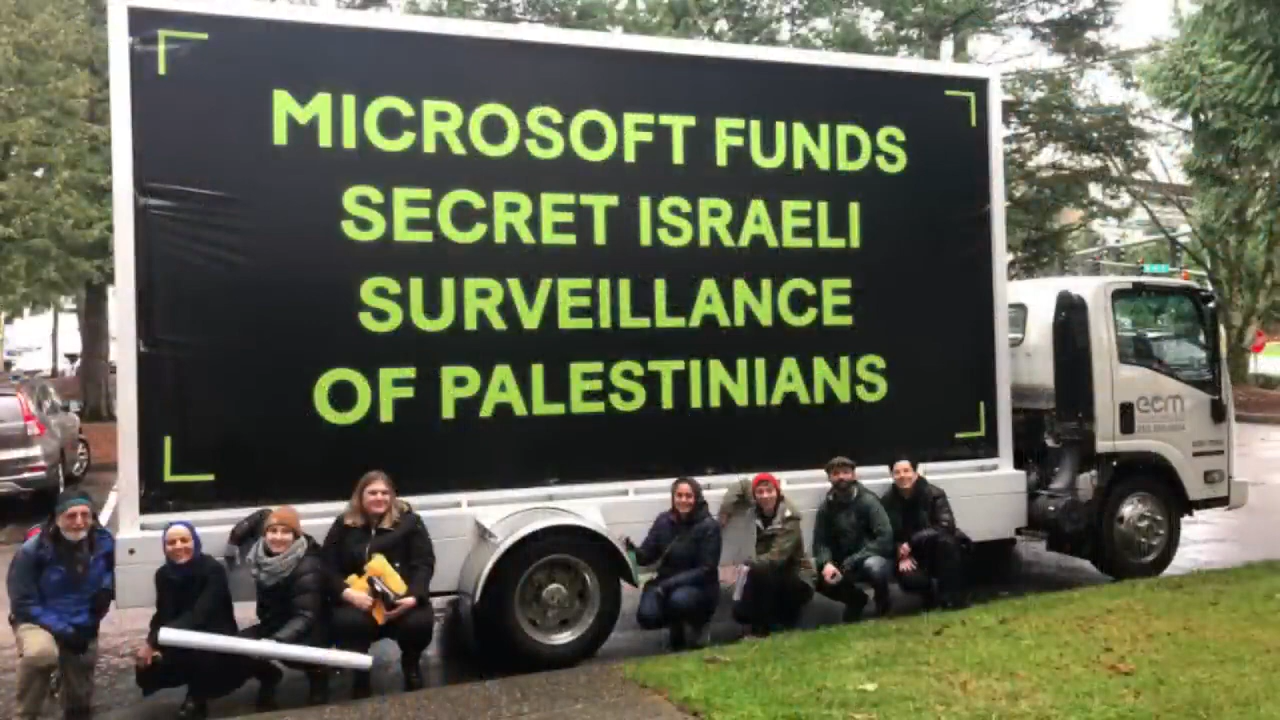 MICROSOFT FUNDS
SECRET ISRAELI
SURVEILLANCE
OF PALESTINIANS
ecm